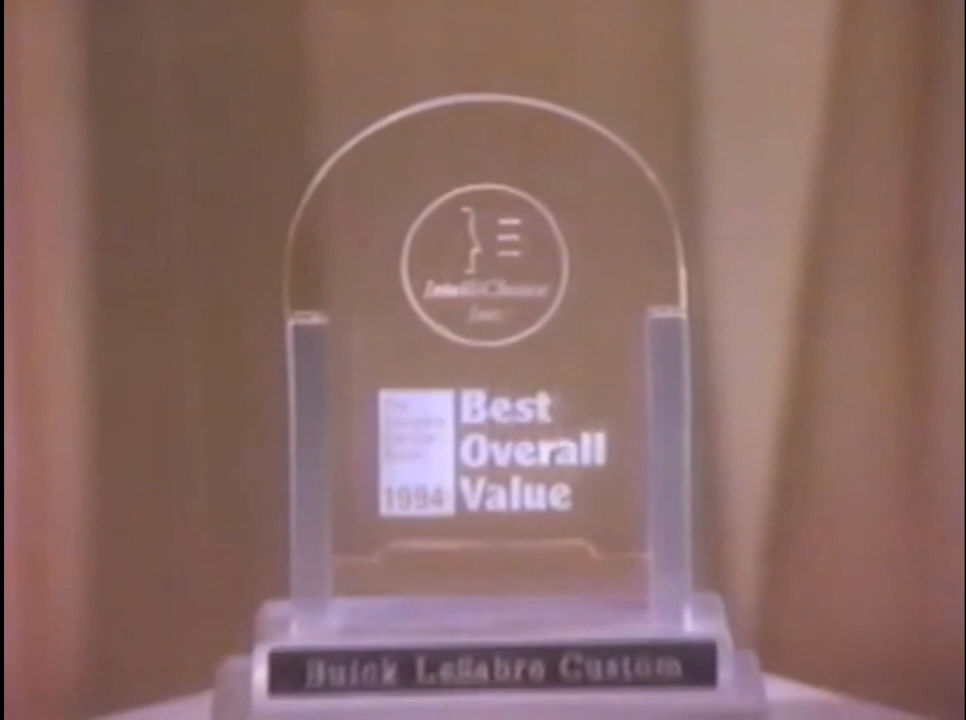 IntelliChoice
Inc.
Best
Overall
Value
1994
Buick LeSabre Custom